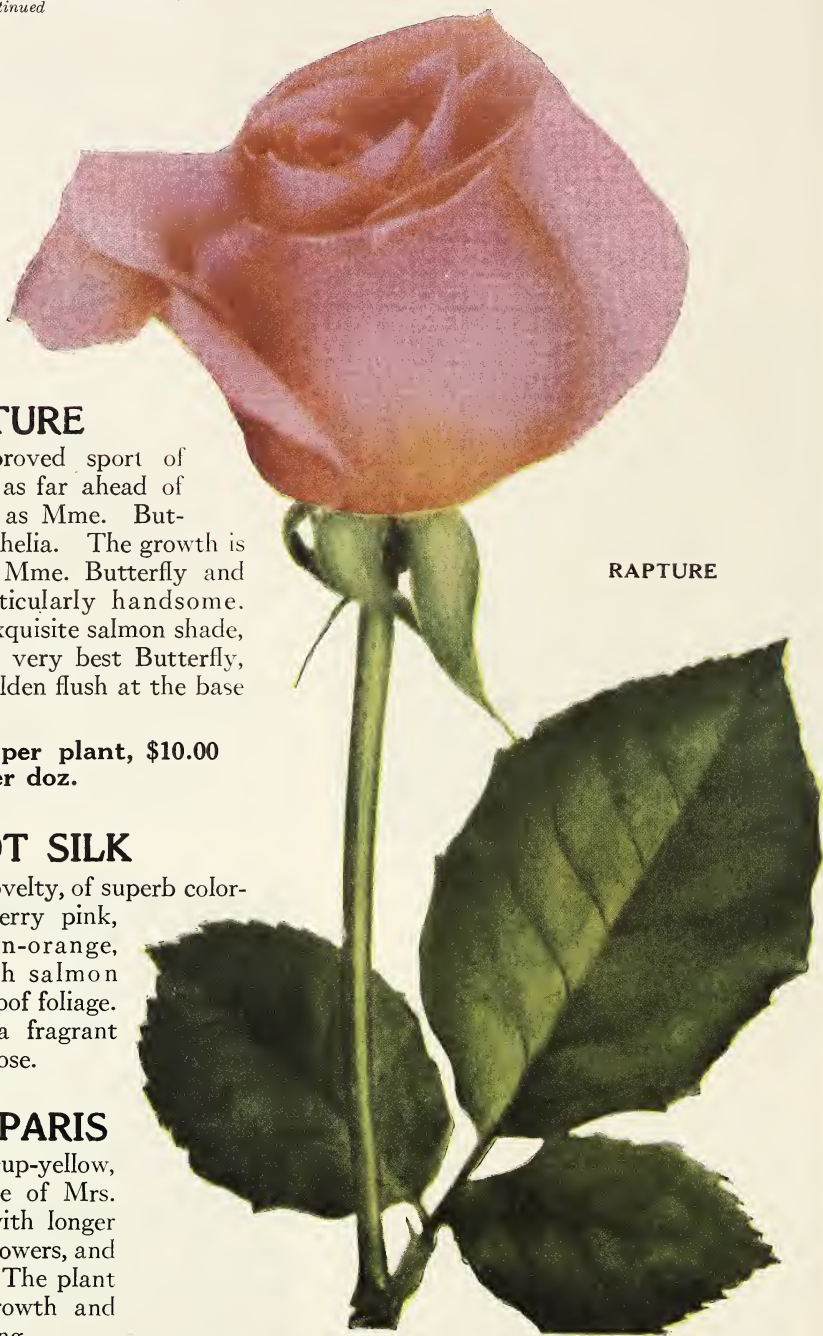 tinued
TURE
proved sport of
as far ahead of
as Mme. But-
helia. The growth is
Mme. Butterfly and
ticularly handsome.
xquisite salmon shade,
very best Butterfly,
lden flush at the base
RAPTURE
per plant, $10.00
er doz.
OT SILK
ovelty, of superb color-
erry pink,
n-orange,
h salmon
oof foliage.
a fragrant
ose.
PARIS
up-yellow,
e of Mrs.
with longer
owers, and
The plant
rowth and
ng